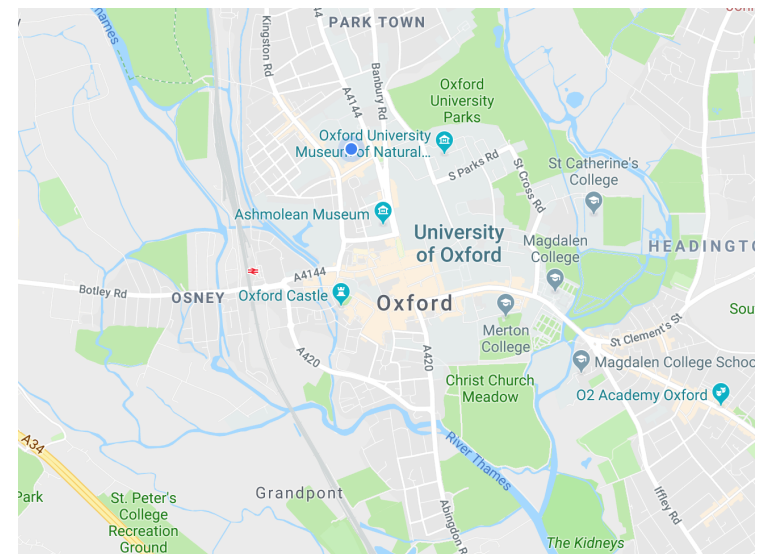 PARK TOWN
Thames
Kingston Rd
A4144
Banbury Rd
Oxford
University
Parks
Oxford University
Museum of Natural...
S Parks Rd
St Cross Rd
St Catherine's
College
Ashmolean Museum
University
of Oxford
Magdalen
College
HEADINGTO
A4144
Botley Rd
OSNEY
Oxford Castle
Oxford
Merton
College
Sou
St Clement's St
A420
A420
Magdalen College Schoo
Christ Church
Meadow
O2 Academy Oxford
A34
River Thames
Park
St. Peter's
College
Recreation
Ground
Grandpont
Abingdon R
Iffley Rd
The Kidneys